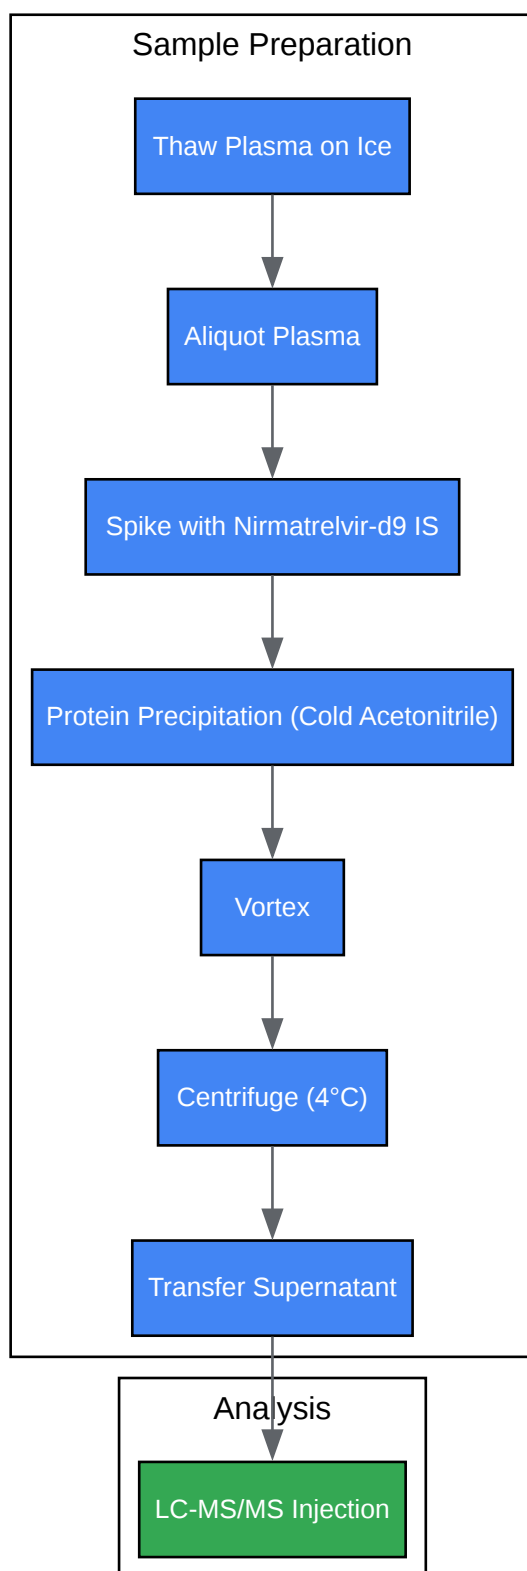 Sample Preparation
Thaw Plasma on Ice
Aliquot Plasma
Spike with Nirmatrelvir-d9 IS
Protein Precipitation (Cold Acetonitrile)
Vortex
Centrifuge (4°C)
Transfer Supernatant
Analysis
LC-MS/MS Injection